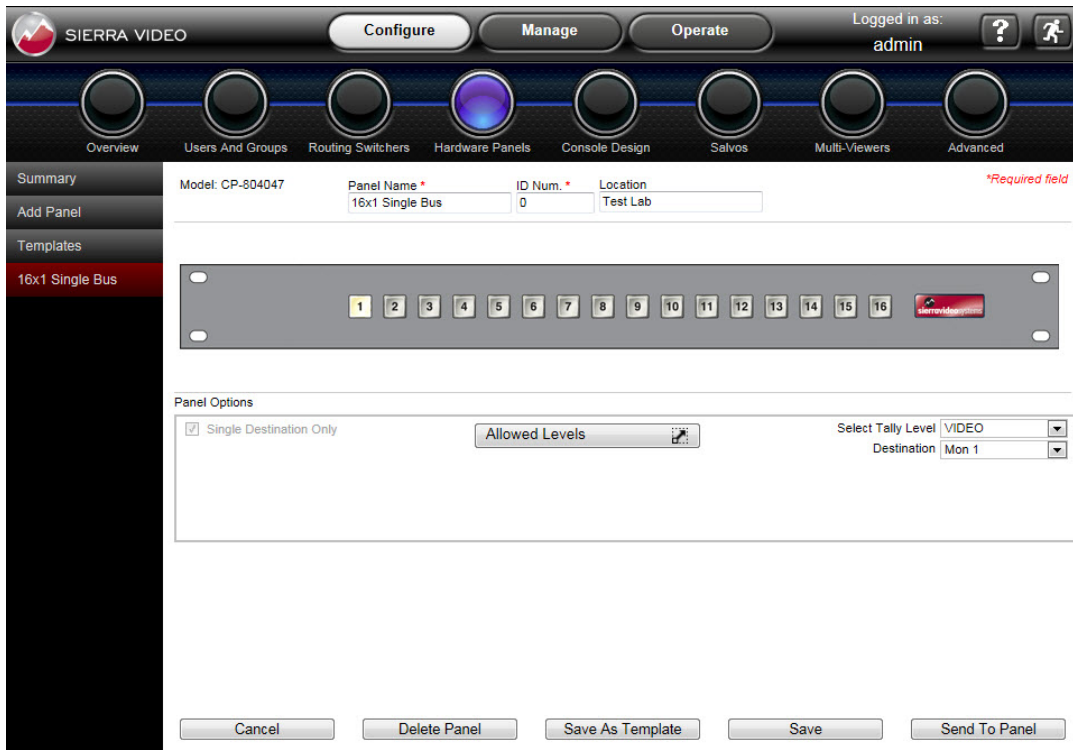 SIERRA VIDEO
Configure
Manage
Operate
Logged in as:
admin
?
Overview
Users And Groups
Routing Switchers
Hardware Panels
Console Design
Salvos
Multi-Viewers
Advanced
Summary
Add Panel
Templates
16x1 Single Bus
Model: CP-804047
Panel Name *
ID Num. *
Location
*Required field
16x1 Single Bus
0
Test Lab
1 2 3 4 5 6 7 8 9 10 11 12 13 14 15 16
sierravideosystems
Panel Options
Single Destination Only
Allowed Levels
Select Tally Level VIDEO
Destination Mon 1
Cancel
Delete Panel
Save As Template
Save
Send To Panel